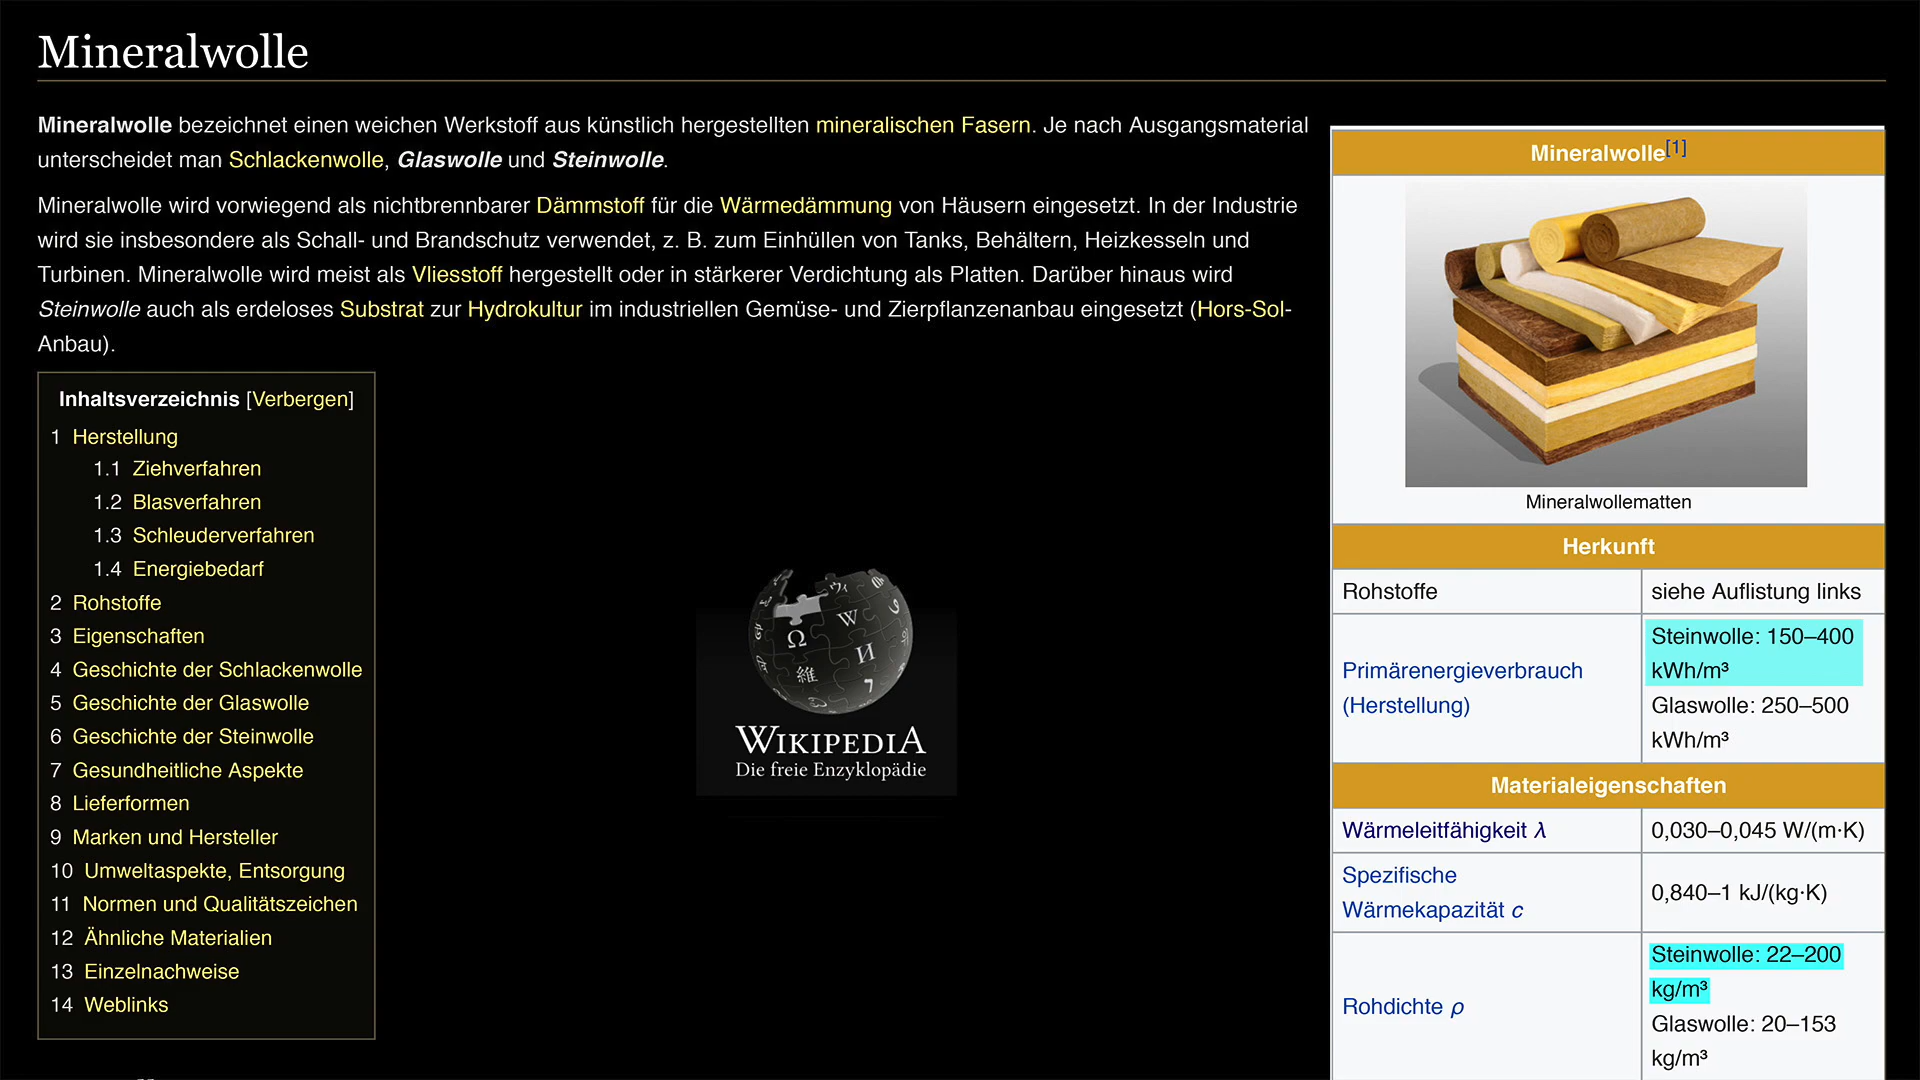 Mineralwolle
Mineralwolle bezeichnet einen weichen Werkstoff aus künstlich hergestellten mineralischen Fasern. Je nach Ausgangsmaterial
unterscheidet man Schlackenwolle, Glaswolle und Steinwolle.
Mineralwolle wird vorwiegend als nichtbrennbarer Dämmstoff für die Wärmedämmung von Häusern eingesetzt. In der Industrie
wird sie insbesondere als Schall- und Brandschutz verwendet, z. B. zum Einhüllen von Tanks, Behältern, Heizkesseln und
Turbinen. Mineralwolle wird meist als Vliesstoff hergestellt oder in stärkerer Verdichtung als Platten. Darüber hinaus wird
Steinwolle auch als erdeloses Substrat zur Hydrokultur im industriellen Gemüse- und Zierpflanzenanbau eingesetzt (Hors-Sol-
Anbau).
Inhaltsverzeichnis [Verbergen]
1 Herstellung
1.1 Ziehverfahren
1.2 Blasverfahren
1.3 Schleuderverfahren
1.4 Energiebedarf
2 Rohstoffe
3 Eigenschaften
4 Geschichte der Schlackenwolle
5 Geschichte der Glaswolle
6 Geschichte der Steinwolle
7 Gesundheitliche Aspekte
8 Lieferformen
9 Marken und Hersteller
10 Umweltaspekte, Entsorgung
11 Normen und Qualitätszeichen
12 Ähnliche Materialien
13 Einzelnachweise
14 Weblinks
Ω W И
維 7
WIKIPEDIA
Die freie Enzyklopädie
Mineralwolle[1]
Mineralwollematten
Herkunft
Rohstoffe siehe Auflistung links
Primärenergieverbrauch
(Herstellung)
Steinwolle: 150–400
kWh/m³
Glaswolle: 250–500
kWh/m³
Materialeigenschaften
Wärmeleitfähigkeit λ 0,030–0,045 W/(m·K)
Spezifische
Wärmekapazität c
0,840–1 kJ/(kg·K)
Rohdichte ρ
Steinwolle: 22–200
kg/m³
Glaswolle: 20–153
kg/m³